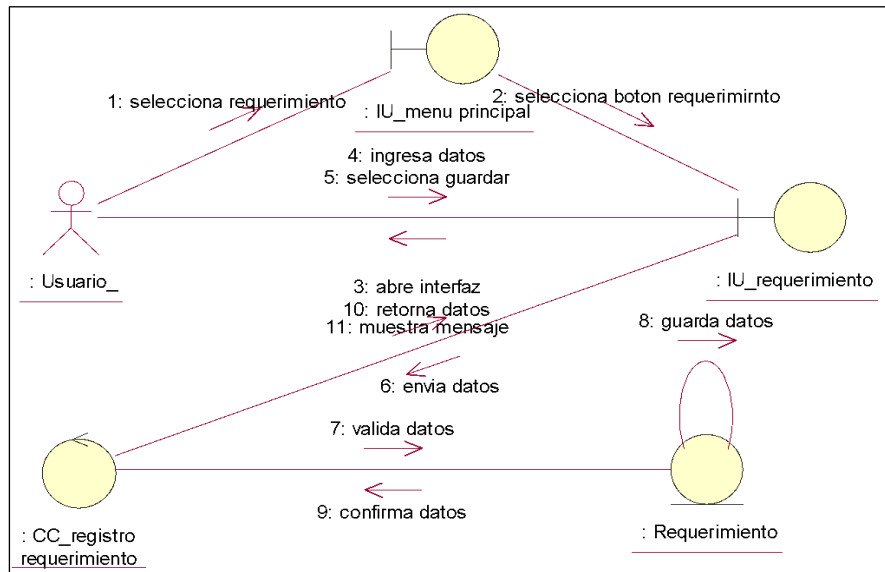 1: selecciona requerimiento
2: selecciona boton requerimirnto
: IU_menu principal
4: ingresa datos
5: selecciona guardar
: Usuario_
: IU_requerimiento
3: abre interfaz
10: retorna datos
11: muestra mensaje
8: guarda datos
6: envia datos
7: valida datos
9: confirma datos
: CC_registro
requerimiento
: Requerimiento